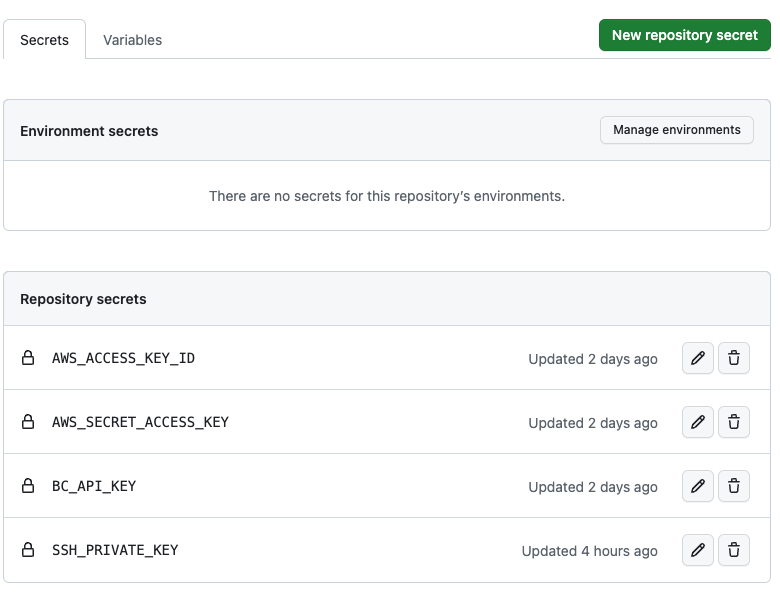 Secrets
Variables
New repository secret
Environment secrets
Manage environments
There are no secrets for this repository’s environments.
Repository secrets
AWS_ACCESS_KEY_ID
Updated 2 days ago
AWS_SECRET_ACCESS_KEY
Updated 2 days ago
BC_API_KEY
Updated 2 days ago
SSH_PRIVATE_KEY
Updated 4 hours ago